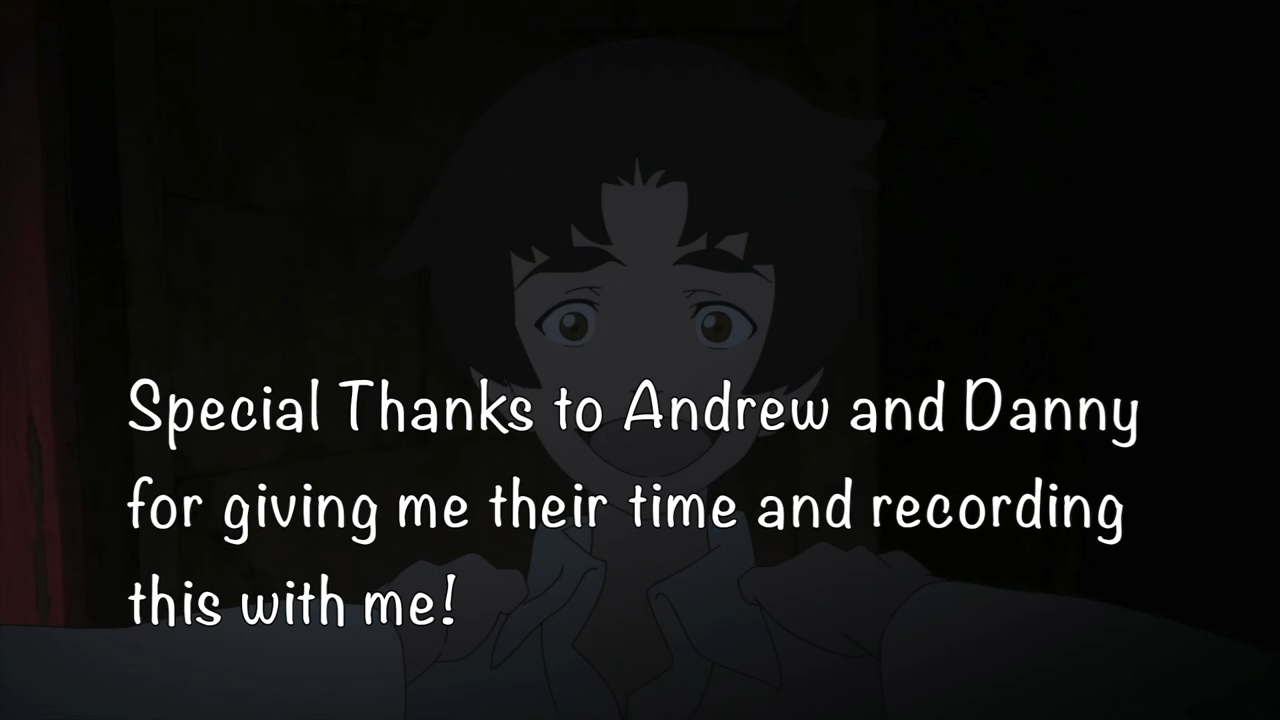 Special Thanks to Andrew and Danny
for giving me their time and recording
this with me!